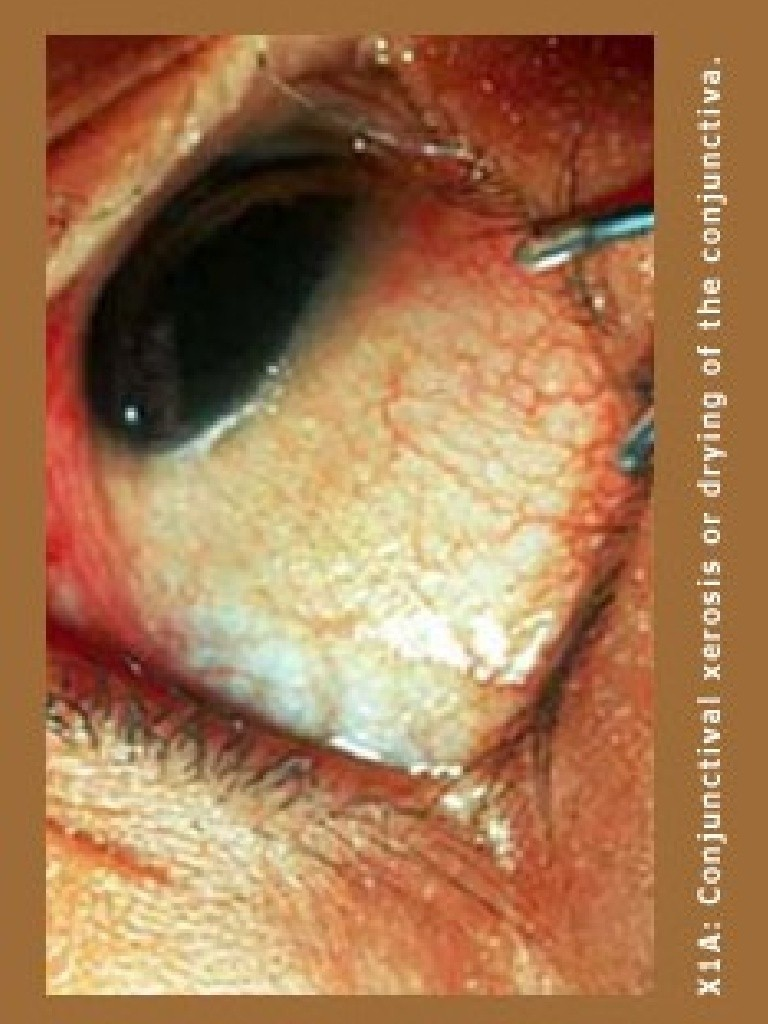 X1A: Conjunctival xerosis or drying of the conjunctiva.